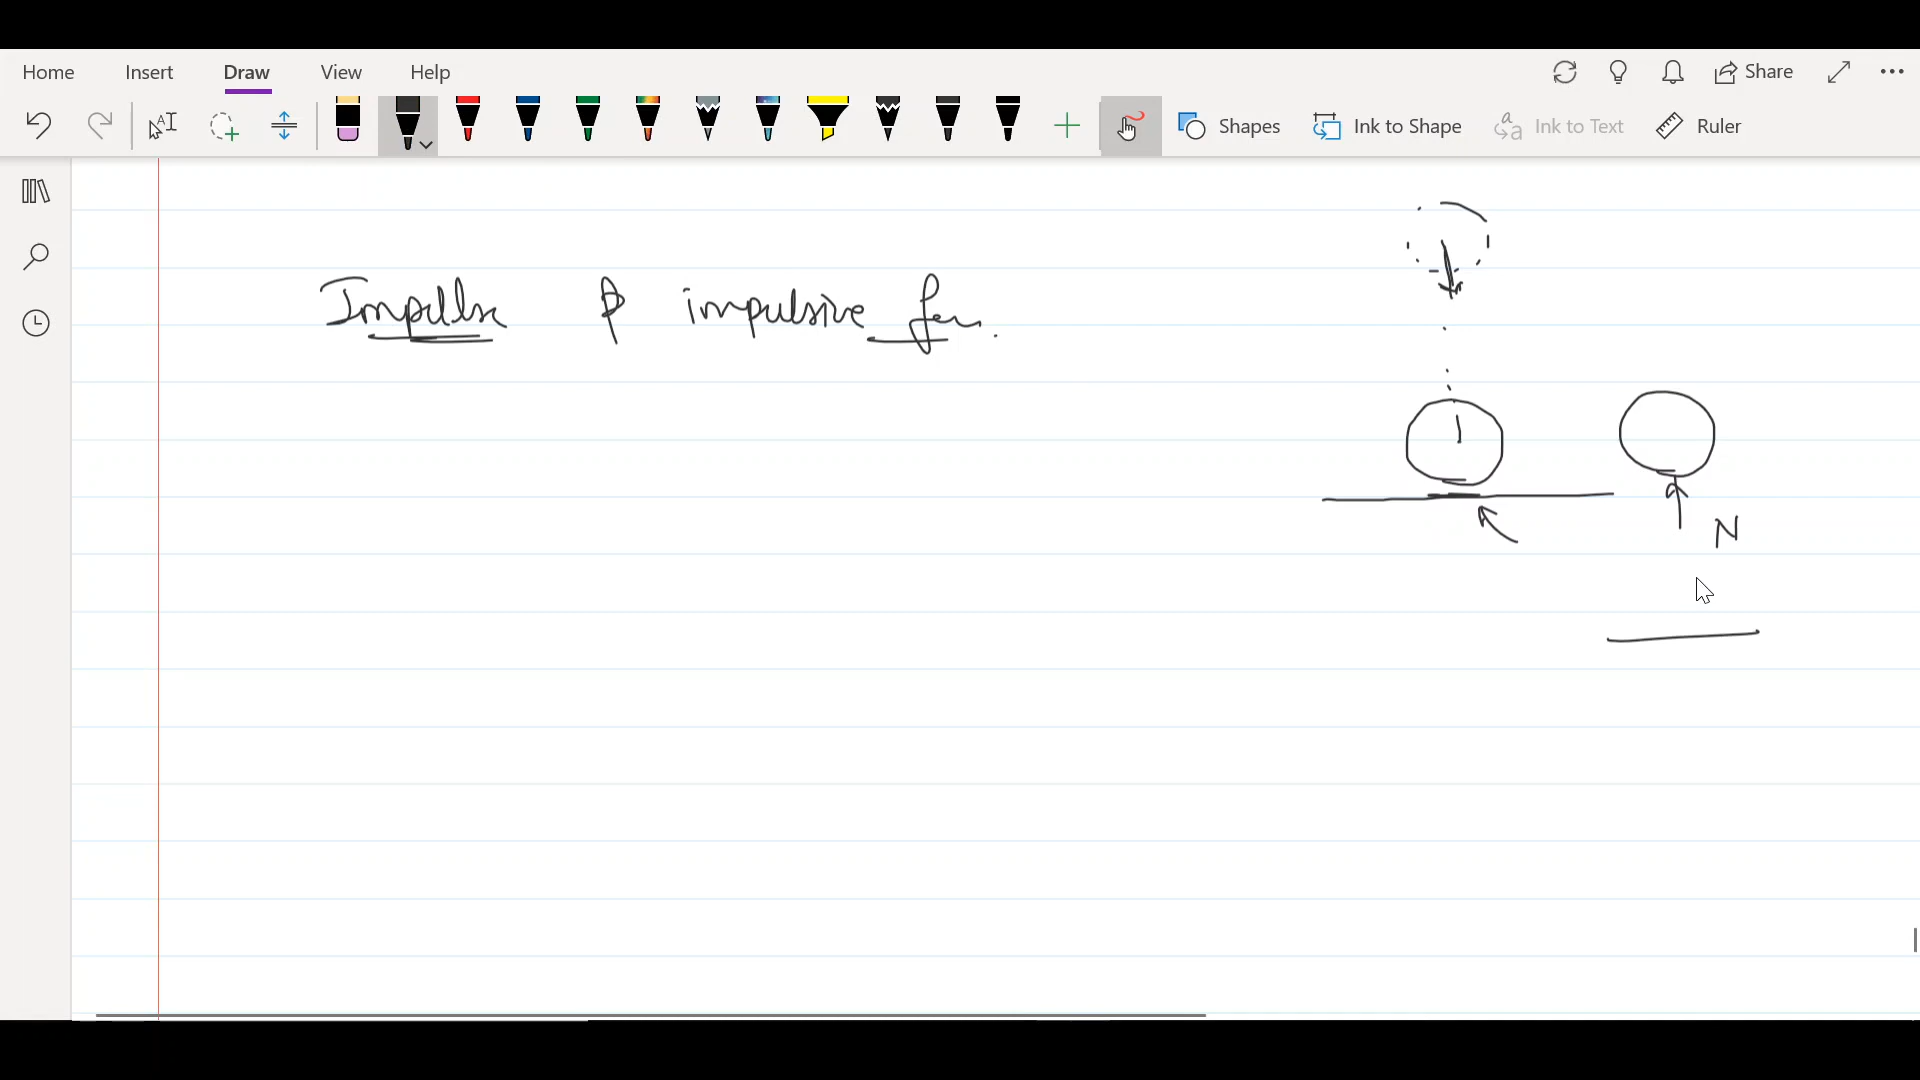 Home Insert Draw View Help
Share
Shapes Ink to Shape Ink to Text Ruler
Impulse & impulsive
N